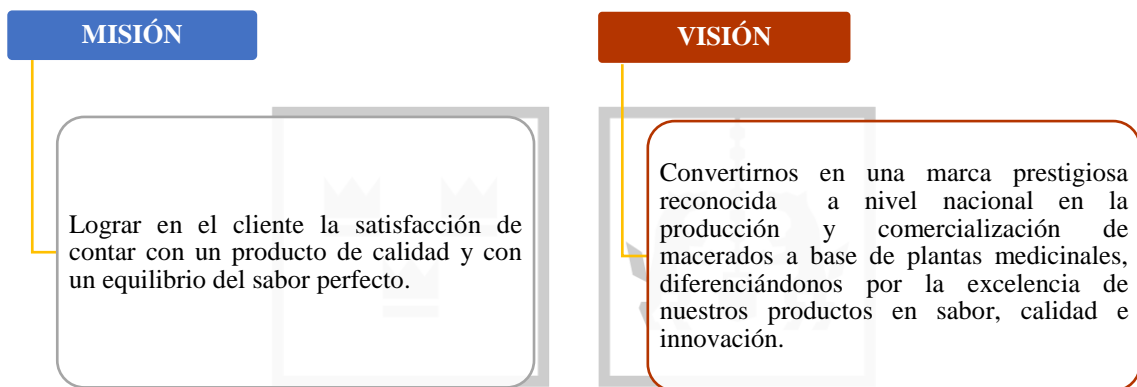 MISIÓN
Lograr en el cliente la satisfacción de
contar con un producto de calidad y con
un equilibrio del sabor perfecto.
VISIÓN
Convertirnos en una marca prestigiosa
reconocida a nivel nacional en la
producción y comercialización de
macerados a base de plantas medicinales,
diferenciándonos por la excelencia de
nuestros productos en sabor, calidad e
innovación.